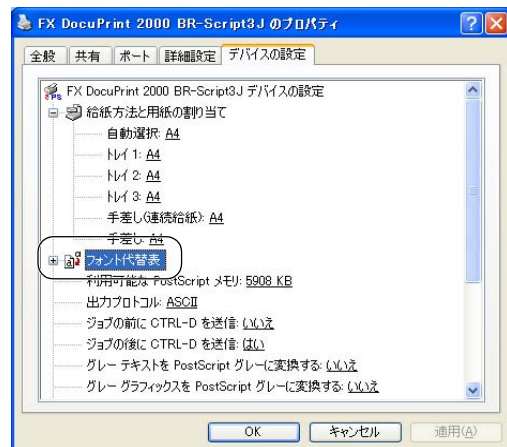 FX DocuPrint 2000 BR-Script3J のプロパティ
全般 共有 ポート 詳細設定 デバイスの設定
FX DocuPrint 2000 BR-Script3J デバイスの設定
給紙方法と用紙の割り当て
自動選択: A4
トレイ 1: A4
トレイ 2: A4
トレイ 3: A4
手差し(連続給紙): A4
手差し: A4
フォント代替表
利用可能な PostScript メモリ: 5908 KB
出力プロトコル: ASCII
ジョブの前に CTRL-D を送信: いいえ
ジョブの後に CTRL-D を送信: はい
グレー テキストを PostScript グレーに変換する: いいえ
グレー グラフィックスを PostScript グレーに変換する: いいえ
OK キャンセル 適用(A)